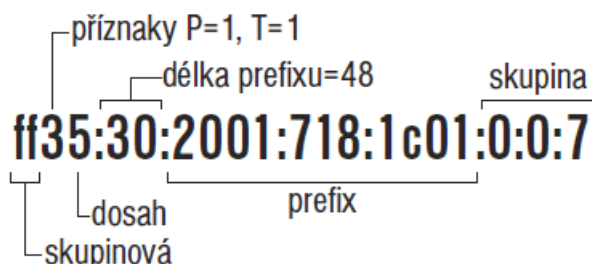 příznaky P=1, T=1
délka prefixu=48
skupina
ff35:30:2001:718:1c01:0:0:7
prefix
dosah
skupinová